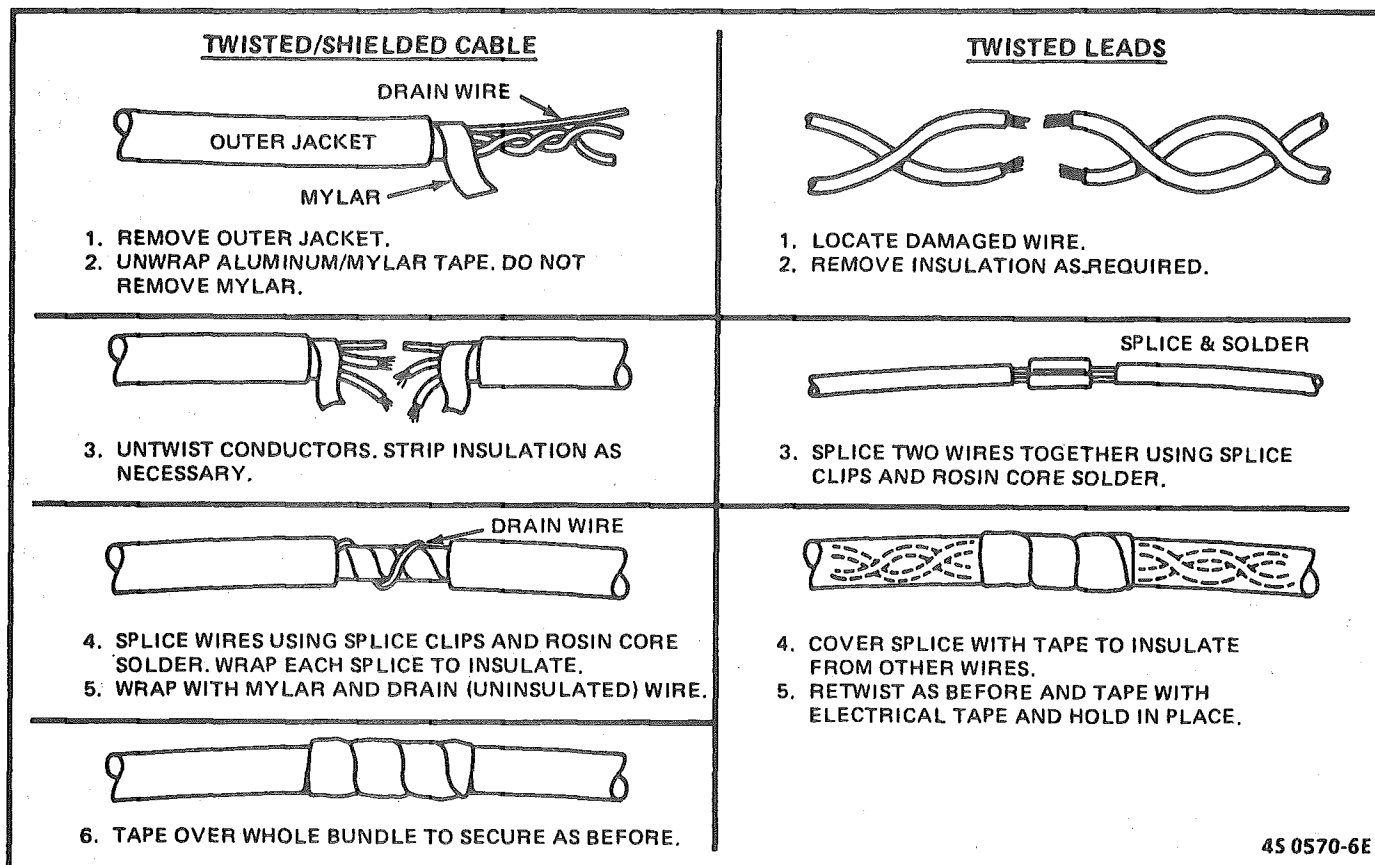 TWISTED/SHIELDED CABLE
DRAIN WIRE
OUTER JACKET
MYLAR
1. REMOVE OUTER JACKET.
2. UNWRAP ALUMINUM/MYLAR TAPE. DO NOT
REMOVE MYLAR.
3. UNTWIST CONDUCTORS. STRIP INSULATION AS
NECESSARY.
DRAIN WIRE
4. SPLICE WIRES USING SPLICE CLIPS AND ROSIN CORE
SOLDER. WRAP EACH SPLICE TO INSULATE.
5. WRAP WITH MYLAR AND DRAIN (UNINSULATED) WIRE.
6. TAPE OVER WHOLE BUNDLE TO SECURE AS BEFORE.
TWISTED LEADS
1. LOCATE DAMAGED WIRE.
2. REMOVE INSULATION AS REQUIRED.
SPLICE & SOLDER
3. SPLICE TWO WIRES TOGETHER USING SPLICE
CLIPS AND ROSIN CORE SOLDER.
4. COVER SPLICE WITH TAPE TO INSULATE
FROM OTHER WIRES.
5. RETWIST AS BEFORE AND TAPE WITH
ELECTRICAL TAPE AND HOLD IN PLACE.
4S 0570-6E